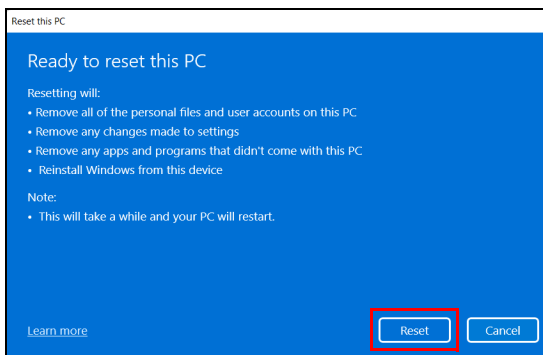 Reset this PC
Ready to reset this PC
Resetting will:
• Remove all of the personal files and user accounts on this PC
• Remove any changes made to settings
• Remove any apps and programs that didn't come with this PC
• Reinstall Windows from this device
Note:
• This will take a while and your PC will restart.
Learn more
Reset
Cancel